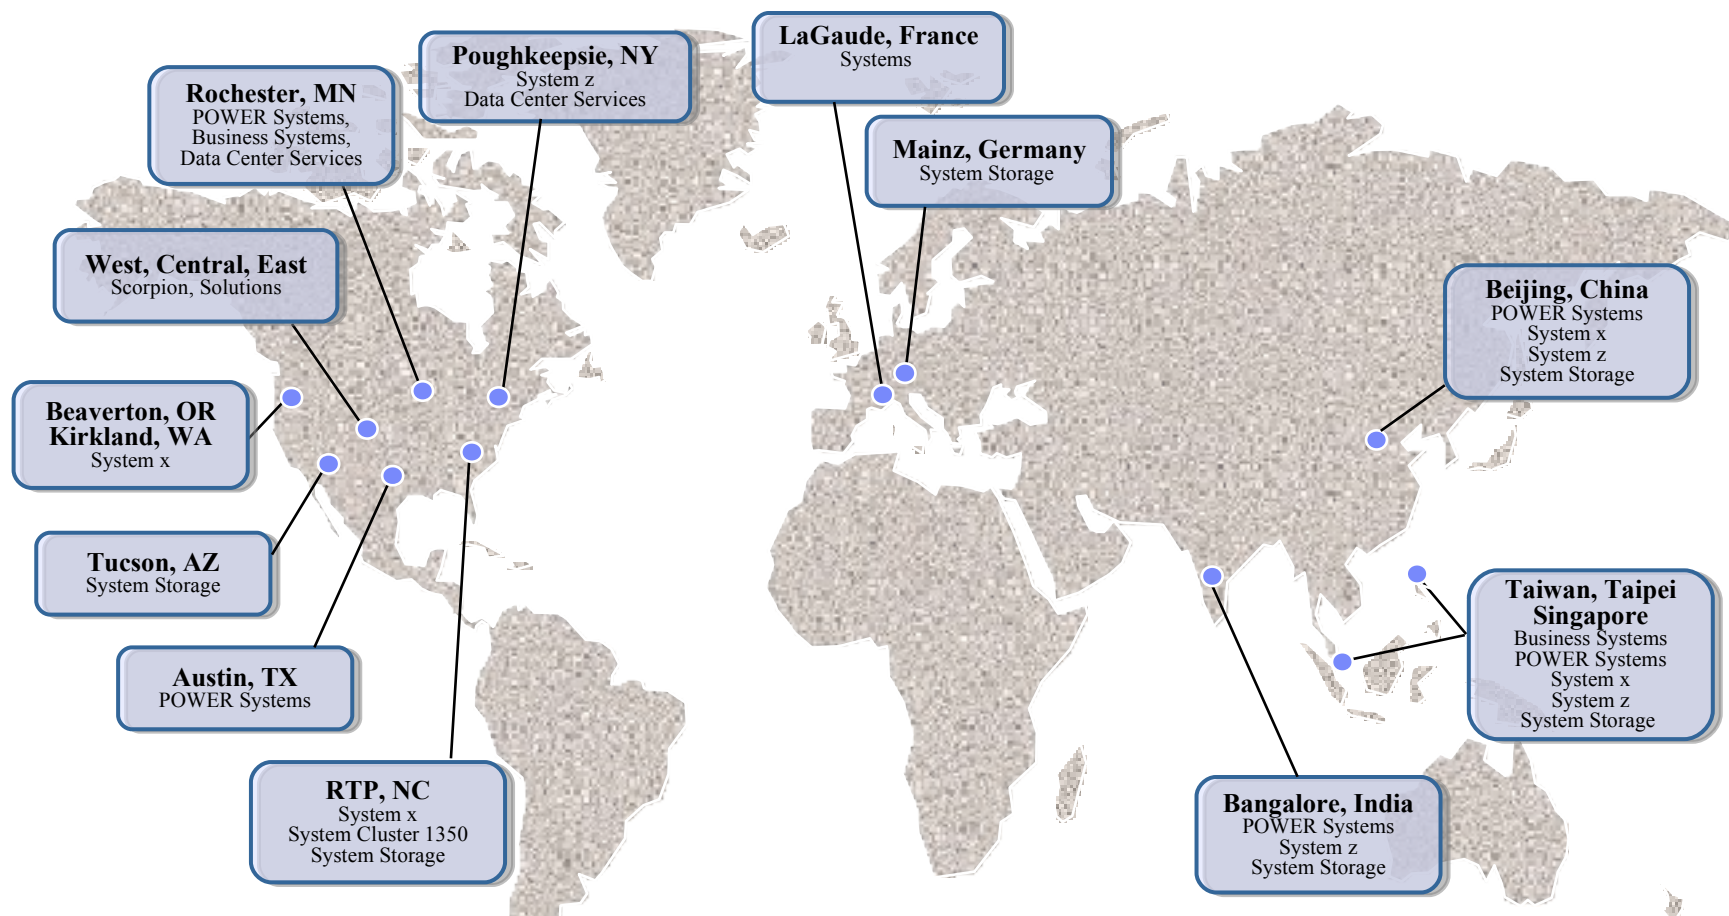 LaGaude, France
Systems
Poughkeepsie, NY
System z
Data Center Services
Rochester, MN
POWER Systems,
Business Systems,
Data Center Services
Mainz, Germany
System Storage
West, Central, East
Scorpion, Solutions
Beijing, China
POWER Systems
System x
System z
System Storage
Beaverton, OR
Kirkland, WA
System x
Tucson, AZ
System Storage
Taiwan, Taipei
Singapore
Business Systems
POWER Systems
System x
System z
System Storage
Austin, TX
POWER Systems
RTP, NC
System x
System Cluster 1350
System Storage
Bangalore, India
POWER Systems
System z
System Storage